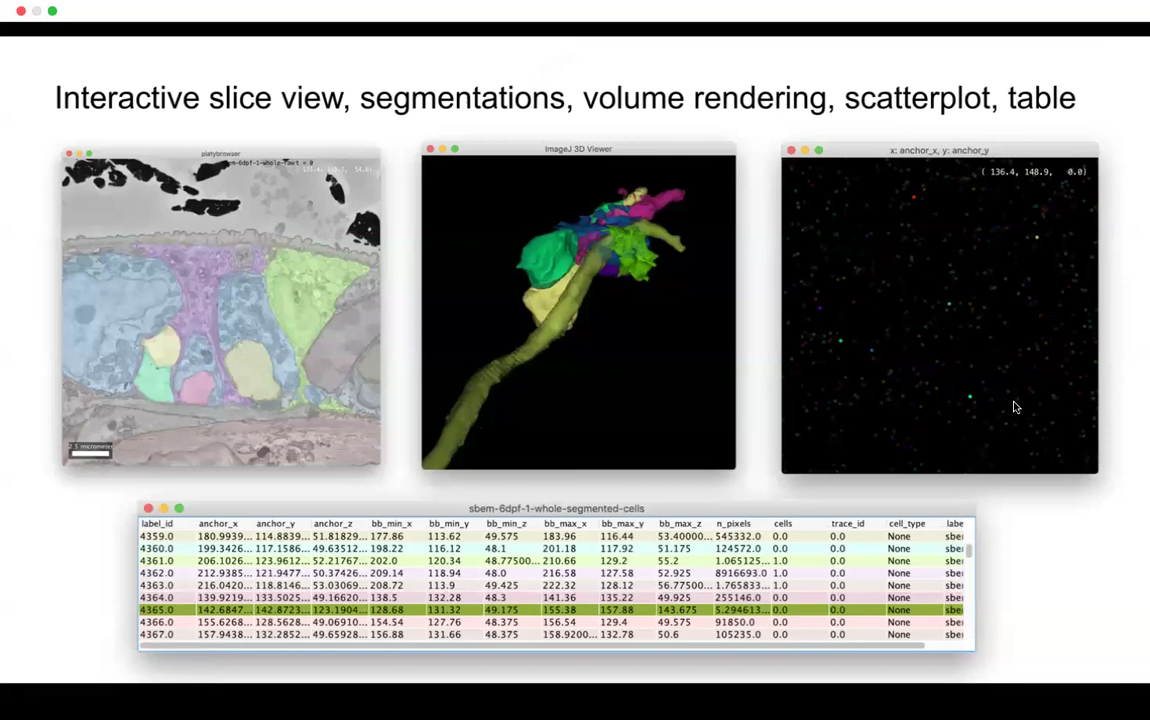 Interactive slice view, segmentations, volume rendering, scatterplot, table
platybrowser
ImageJ 3D Viewer
x: anchor_x, y: anchor_y
( 136.4, 148.9, 0.0)
sbem-6dpf-1-whole-segmented-cells
label_id anchor_x anchor_y anchor_z bb_min_x bb_min_y bb_min_z bb_max_x bb_max_y bb_max_z n_pixels cells trace_id cell_type labe
4359.0 180.9939... 114.8839... 51.81829... 177.86 113.62 49.575 183.96 116.44 53.40000... 545332.0 0.0 0.0 None sbe
4360.0 199.3426... 117.1586... 49.63512... 198.22 116.12 48.1 201.18 117.92 51.175 124572.0 0.0 0.0 None sbe
4361.0 206.1026... 123.9612... 50.32146... 202.0 120.34 48.77500... 210.66 129.2 55.2 1.065125... 0.0 0.0 None sbe
4362.0 212.9385... 121.9477... 50.37426... 209.14 118.94 48.0 216.58 127.58 52.925 8916693.0 1.0 0.0 None sbe
4363.0 216.0420... 118.8146... 53.03069... 208.72 113.9 49.425 222.32 128.12 56.77500... 1.765833... 0.0 0.0 None sbe
4364.0 139.9219... 133.5025... 49.16620... 138.5 132.28 48.3 141.36 135.22 49.925 255146.0 0.0 0.0 None sbe
4365.0 142.6847... 142.8723... 123.1904... 128.68 131.32 49.175 155.38 157.88 143.675 5.294613... 0.0 0.0 None sbe
4366.0 155.6268... 128.5628... 49.06910... 154.54 127.76 48.375 156.54 129.4 49.575 91850.0 0.0 0.0 None sbe
4367.0 157.9438... 132.2852... 49.65928... 156.88 131.66 48.375 158.9200... 132.78 50.6 105235.0 0.0 0.0 None sbe